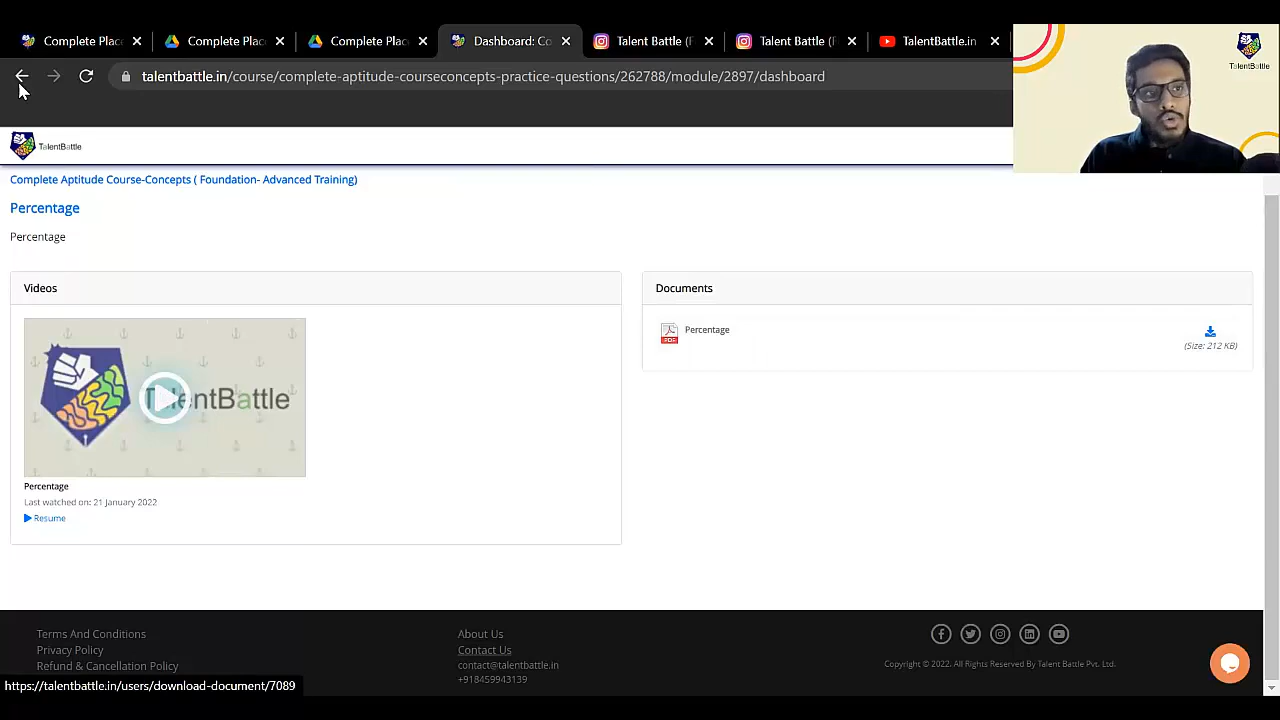 Complete Plac
Complete Plac
Complete Plac
Dashboard: C
Talent Battle (F
Talent Battle (F
TalentBattle.in
talentbattle.in/course/complete-aptitude-courseconcepts-practice-questions/262788/module/2897/dashboard
TalentBattle
TalentBattle
Complete Aptitude Course-Concepts ( Foundation- Advanced Training)
Percentage
Percentage
Videos
Documents
TalentBattle
PDF
Percentage
(Size: 212 KB)
Percentage
Last watched on: 21 January 2022
Resume
Terms And Conditions
Privacy Policy
Refund & Cancellation Policy
About Us
Contact Us
contact@talentbattle.in
+918459943139
Copyright © 2022. All Rights Reserved By Talent Battle Pvt. Ltd.
https://talentbattle.in/users/download-document/7089